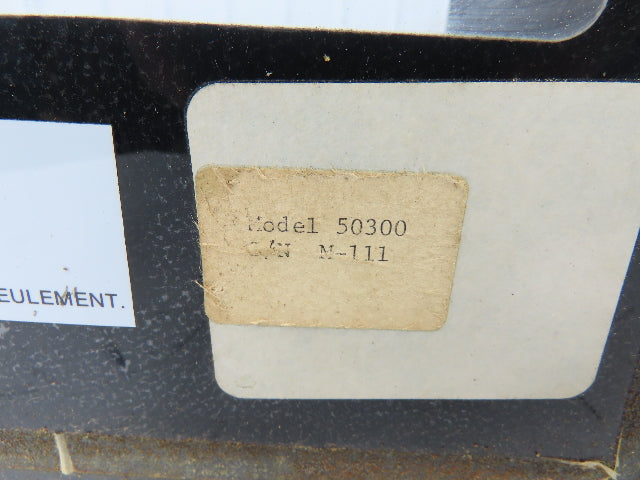 Model 50300
S/N M-111
EULEMENT.